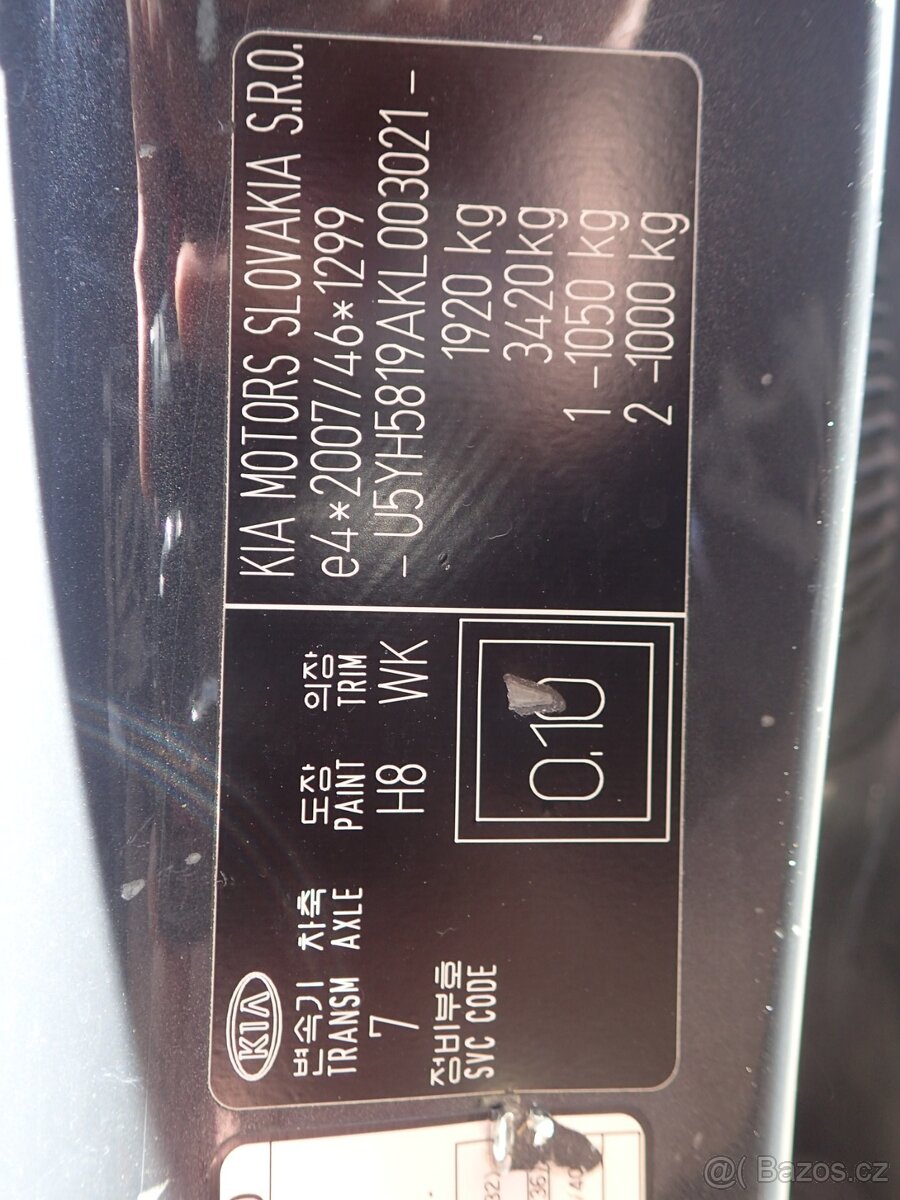 KIA MOTORS SLOVAKIA S.R.O.
e4*2007/46*1299
- U5YH5819AKL003021 -
1920 kg
3420kg
1 -1050 kg
2 -1000 kg
KIA
변속기 차축 도장 의장
TRANSM AXLE PAINT TRIM
7 H8 WK
정비부호
SVC CODE
0,10
@( Bazos.cz